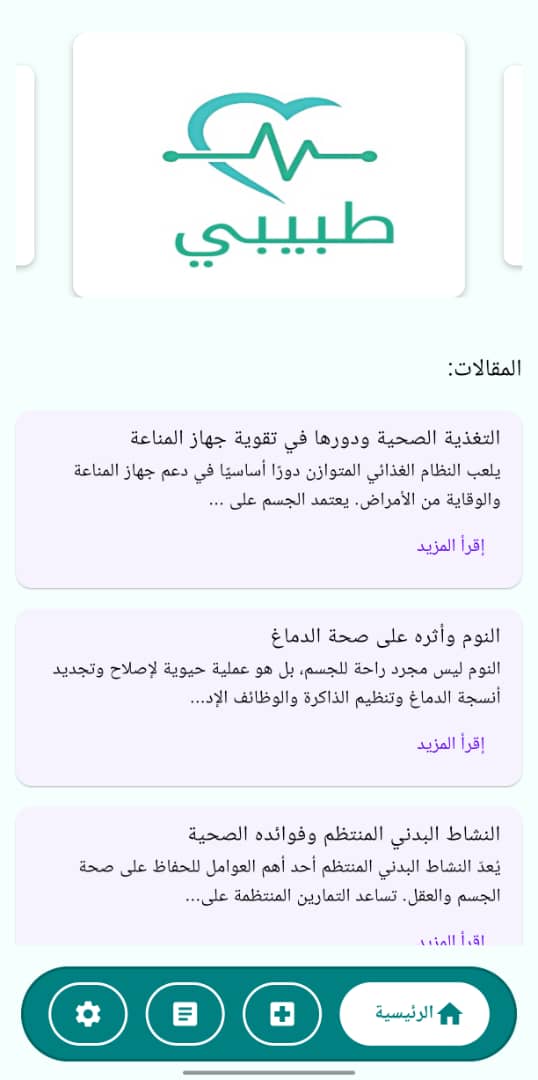 طبيبي
المقالات:
التغذية الصحية ودورها في تقوية جهاز المناعة
يلعب النظام الغذائي المتوازن دورًا أساسيًا في دعم جهاز المناعة
والوقاية من الأمراض. يعتمد الجسم على ...
إقرأ المزيد
النوم وأثره على صحة الدماغ
النوم ليس مجرد راحة للجسم، بل هو عملية حيوية لإصلاح وتجديد
أنسجة الدماغ وتنظيم الذاكرة والوظائف الإد...
إقرأ المزيد
النشاط البدني المنتظم وفوائده الصحية
يُعدّ النشاط البدني المنتظم أحد أهم العوامل للحفاظ على صحة
الجسم والعقل. تساعد التمارين المنتظمة على...
إقرأ المزيد
الرئيسية